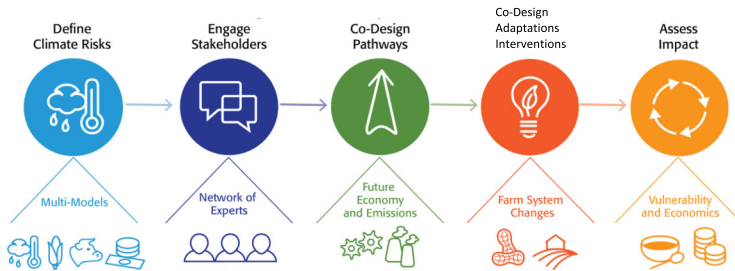 Define
Climate Risks
Engage
Stakeholders
Co-Design
Pathways
Co-Design
Adaptations
Interventions
Assess
Impact
Multi-Models
Network of
Experts
Future
Economy
and Emissions
Farm System
Changes
Vulnerability
and Economics